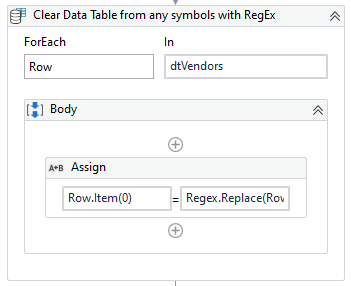 Clear Data Table from any symbols with RegEx
ForEach In
Row dtVendors
Body
A+B Assign
Row.Item(0) = Regex.Replace(Rov